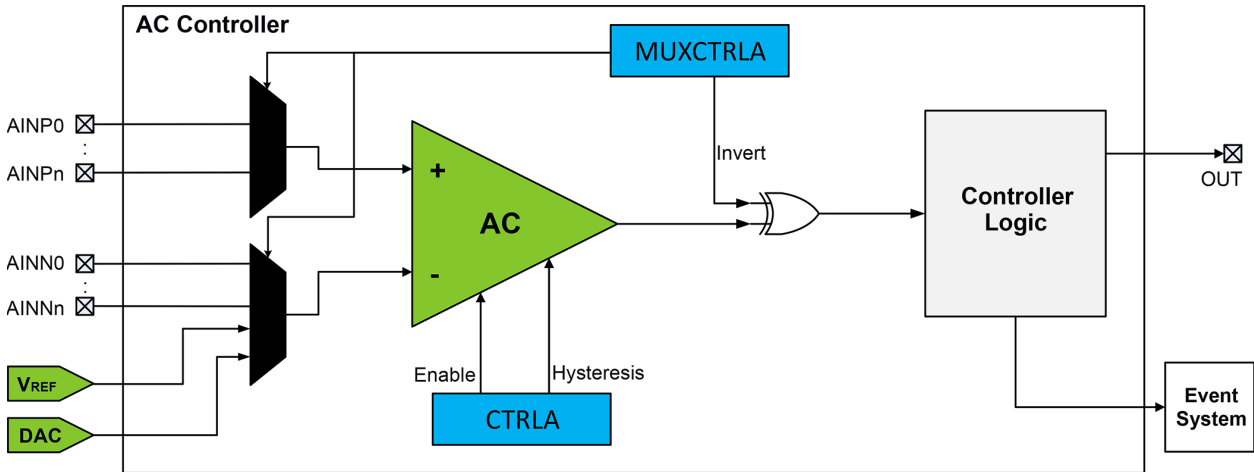 AC Controller
MUXCTRLA
AINP0
:
AINPn
Invert
+
AC
-
Controller
Logic
OUT
AINN0
:
AINNn
VREF
DAC
Enable
Hysteresis
CTRLA
Event
System